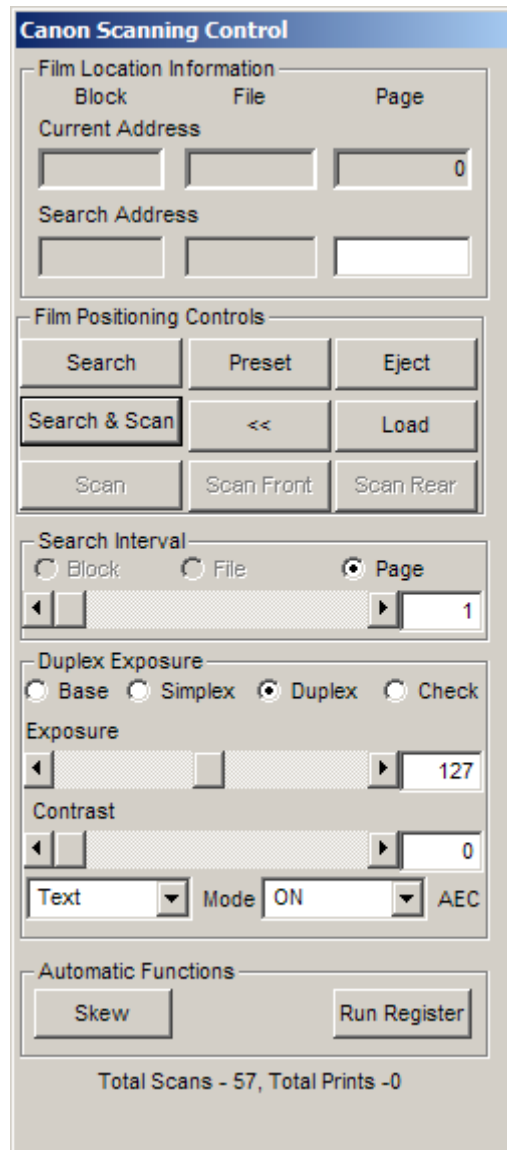 Canon Scanning Control
Film Location Information
Block File Page
Current Address
0
Search Address
Film Positioning Controls
Search Preset Eject
Search & Scan << Load
Scan Scan Front Scan Rear
Search Interval
Block File Page
1
Duplex Exposure
Base Simplex Duplex Check
Exposure
127
Contrast
0
Text Mode ON AEC
Automatic Functions
Skew Run Register
Total Scans - 57, Total Prints -0